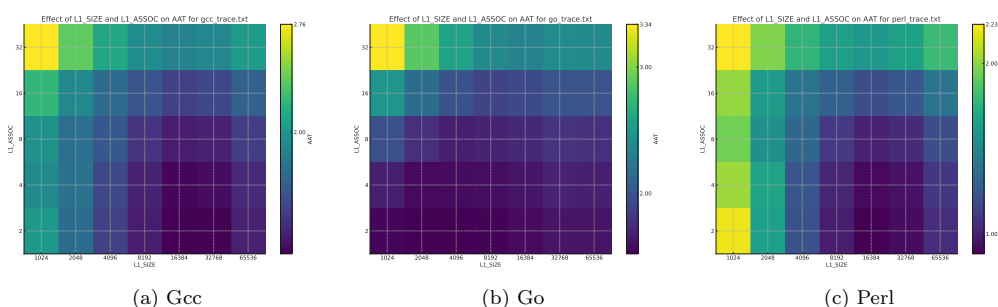 Effect of L1_SIZE and L1_ASSOC on AAT for gcc_trace.txt
2.76
2.00
AAT
32
16
8
4
2
L1_ASSOC
1024 2048 4096 8192 16384 32768 65536
L1_SIZE
(a) Gcc
Effect of L1_SIZE and L1_ASSOC on AAT for go_trace.txt
3.34
3.00
2.00
AAT
32
16
8
4
2
L1_ASSOC
1024 2048 4096 8192 16384 32768 65536
L1_SIZE
(b) Go
Effect of L1_SIZE and L1_ASSOC on AAT for perl_trace.txt
2.23
2.00
1.00
AAT
32
16
8
4
2
L1_ASSOC
1024 2048 4096 8192 16384 32768 65536
L1_SIZE
(c) Perl